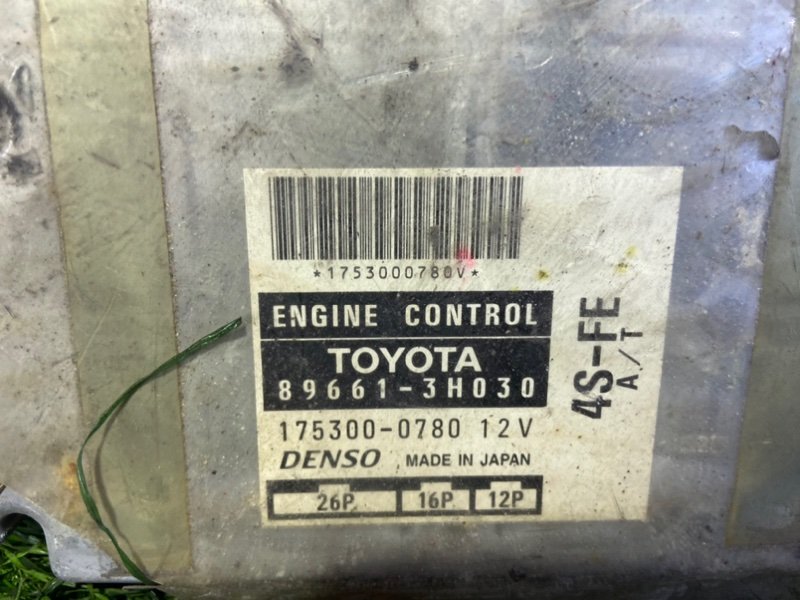 *1753000780V*
ENGINE CONTROL
TOYOTA
89661-3H030
175300-0780 12V
DENSO MADE IN JAPAN
26P 16P 12P
4S-FE
A/T